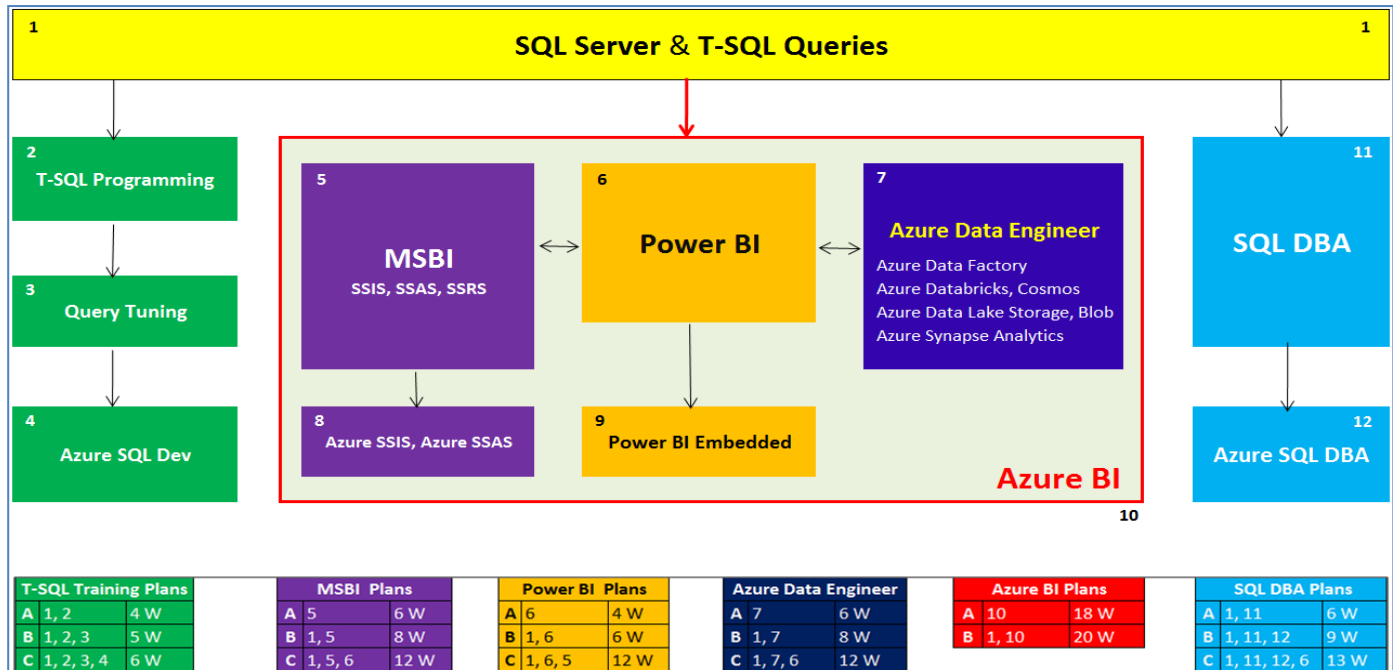 1
SQL Server & T-SQL Queries
1
2
T-SQL Programming
3
Query Tuning
4
Azure SQL Dev
5
MSBI
SSIS, SSAS, SSRS
6
Power BI
7
Azure Data Engineer
Azure Data Factory
Azure Databricks, Cosmos
Azure Data Lake Storage, Blob
Azure Synapse Analytics
8
Azure SSIS, Azure SSAS
9
Power BI Embedded
Azure BI
10
11
SQL DBA
12
Azure SQL DBA
T-SQL Training Plans
A 1, 2 4 W
B 1, 2, 3 5 W
C 1, 2, 3, 4 6 W
MSBI Plans
A 5 6 W
B 1, 5 8 W
C 1, 5, 6 12 W
Power BI Plans
A 6 4 W
B 1, 6 6 W
C 1, 6, 5 12 W
Azure Data Engineer
A 7 6 W
B 1, 7 8 W
C 1, 7, 6 12 W
Azure BI Plans
A 10 18 W
B 1, 10 20 W
SQL DBA Plans
A 1, 11 6 W
B 1, 11, 12 9 W
C 1, 11, 12, 6 13 W